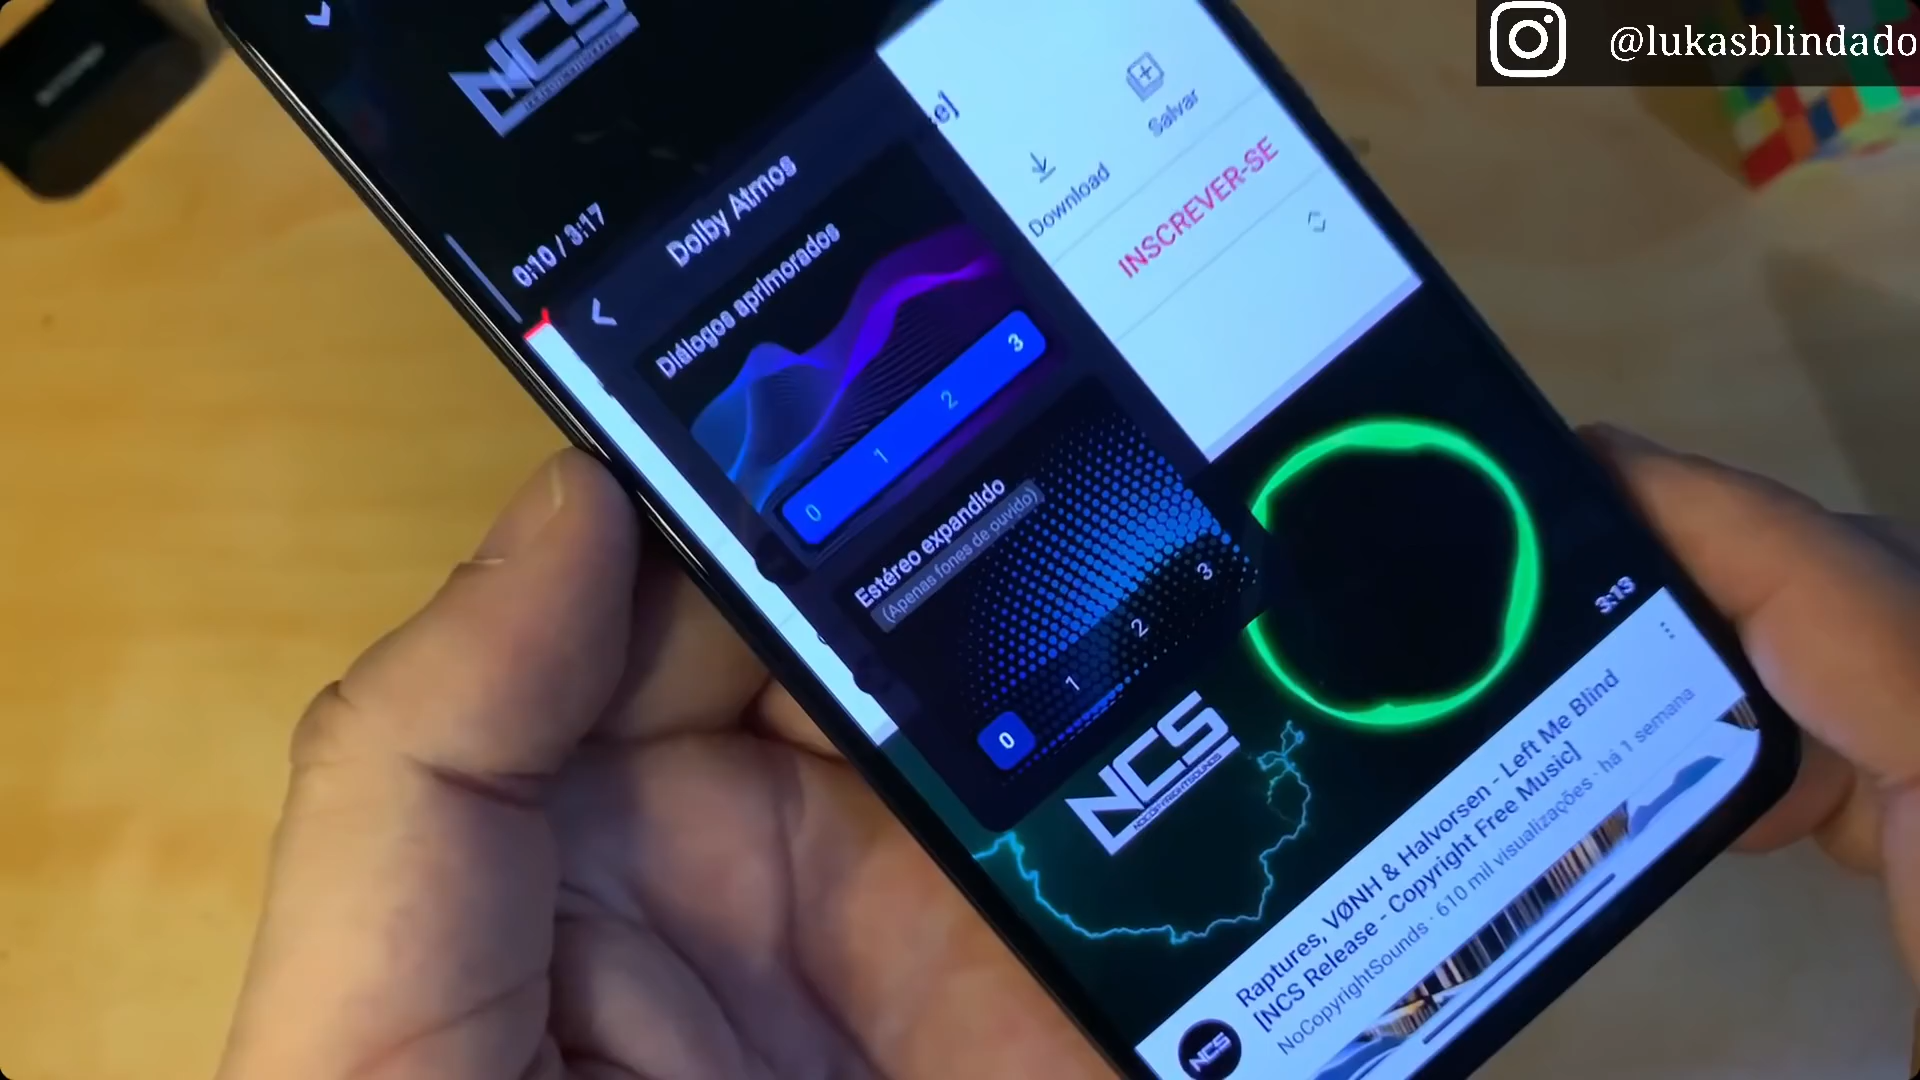 @lukasblindado
NCS
Salvar
Download
INSCREVER-SE
0:10 / 3:17
Dolby Atmos
Diálogos aprimorados
0 1 2 3
Estéreo expandido
(Apenas fones de ouvido)
0 1 2 3
NCS
NOCOPYRIGHTSOUNDS
3:13
Raptures, VØNH & Halvorsen - Left Me Blind
[NCS Release - Copyright Free Music]
NoCopyrightSounds · 610 mil visualizações · há 1 semana
NCS